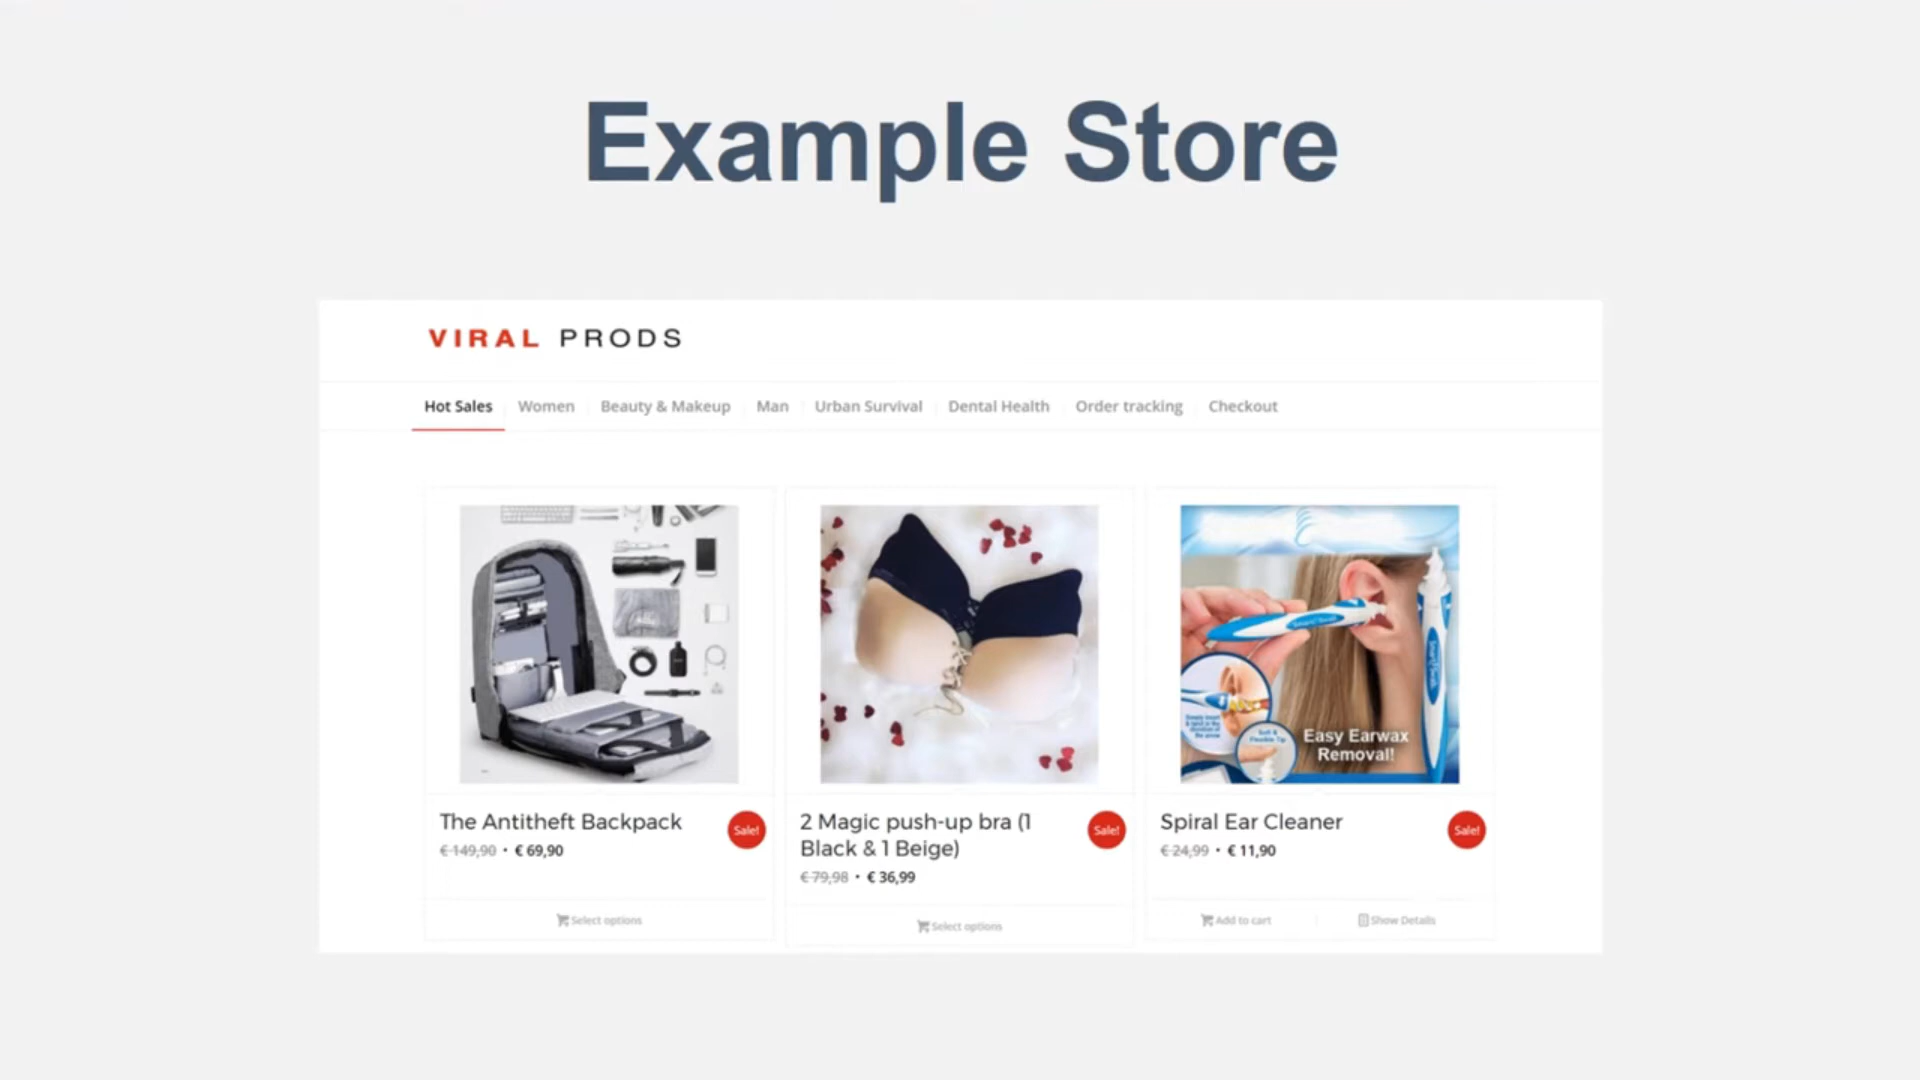 Example Store
VIRAL PRODS
Hot Sales Women Beauty & Makeup Man Urban Survival Dental Health Order tracking Checkout
Easy Earwax
Removal!
The Antitheft Backpack
Sale!
€ 149,90 • € 69,90
Select options
2 Magic push-up bra (1
Black & 1 Beige)
Sale!
€ 79,98 • € 36,99
Select options
Spiral Ear Cleaner
Sale!
€ 24,99 • € 11,90
Add to cart
Show Details